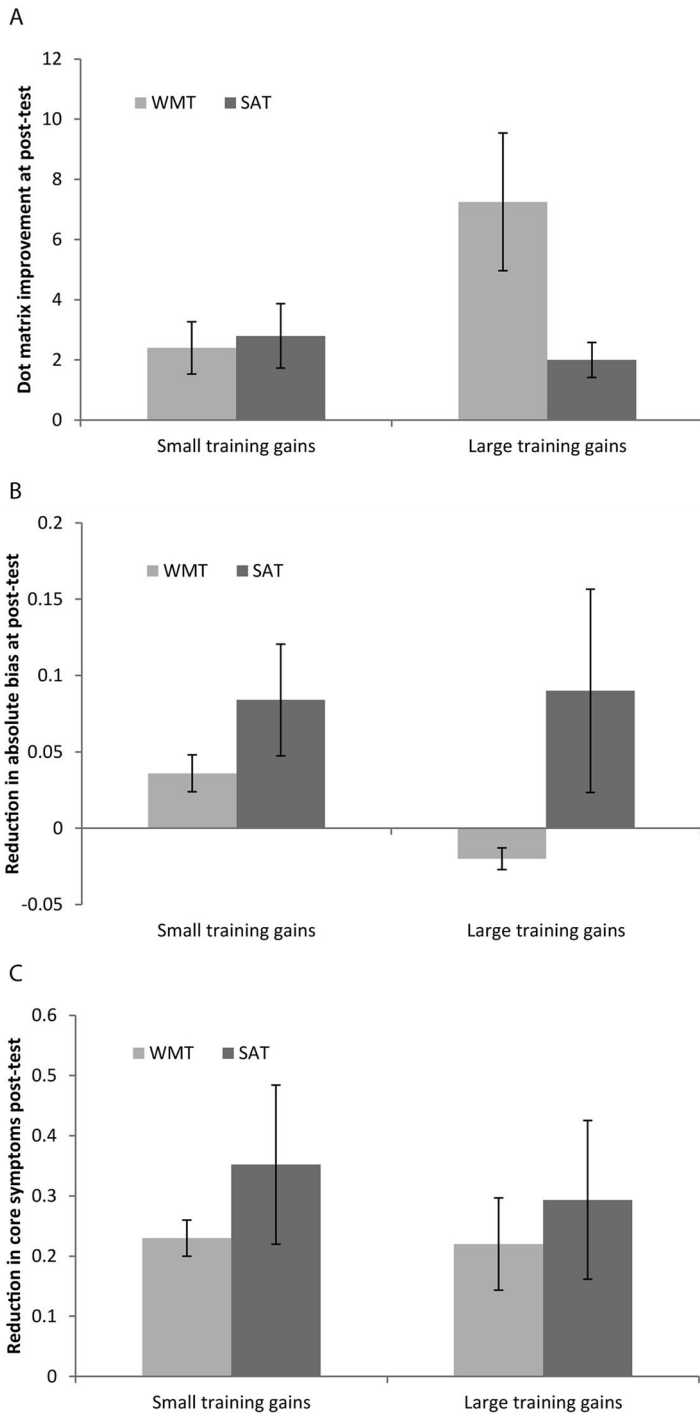 A
Dot matrix improvement at post-test
12
10
8
6
4
2
0
WMT SAT
Small training gains Large training gains
B
Reduction in absolute bias at post-test
0.2
0.15
0.1
0.05
0
-0.05
WMT SAT
Small training gains Large training gains
C
Reduction in core symptoms post-test
0.6
0.5
0.4
0.3
0.2
0.1
0
WMT SAT
Small training gains Large training gains